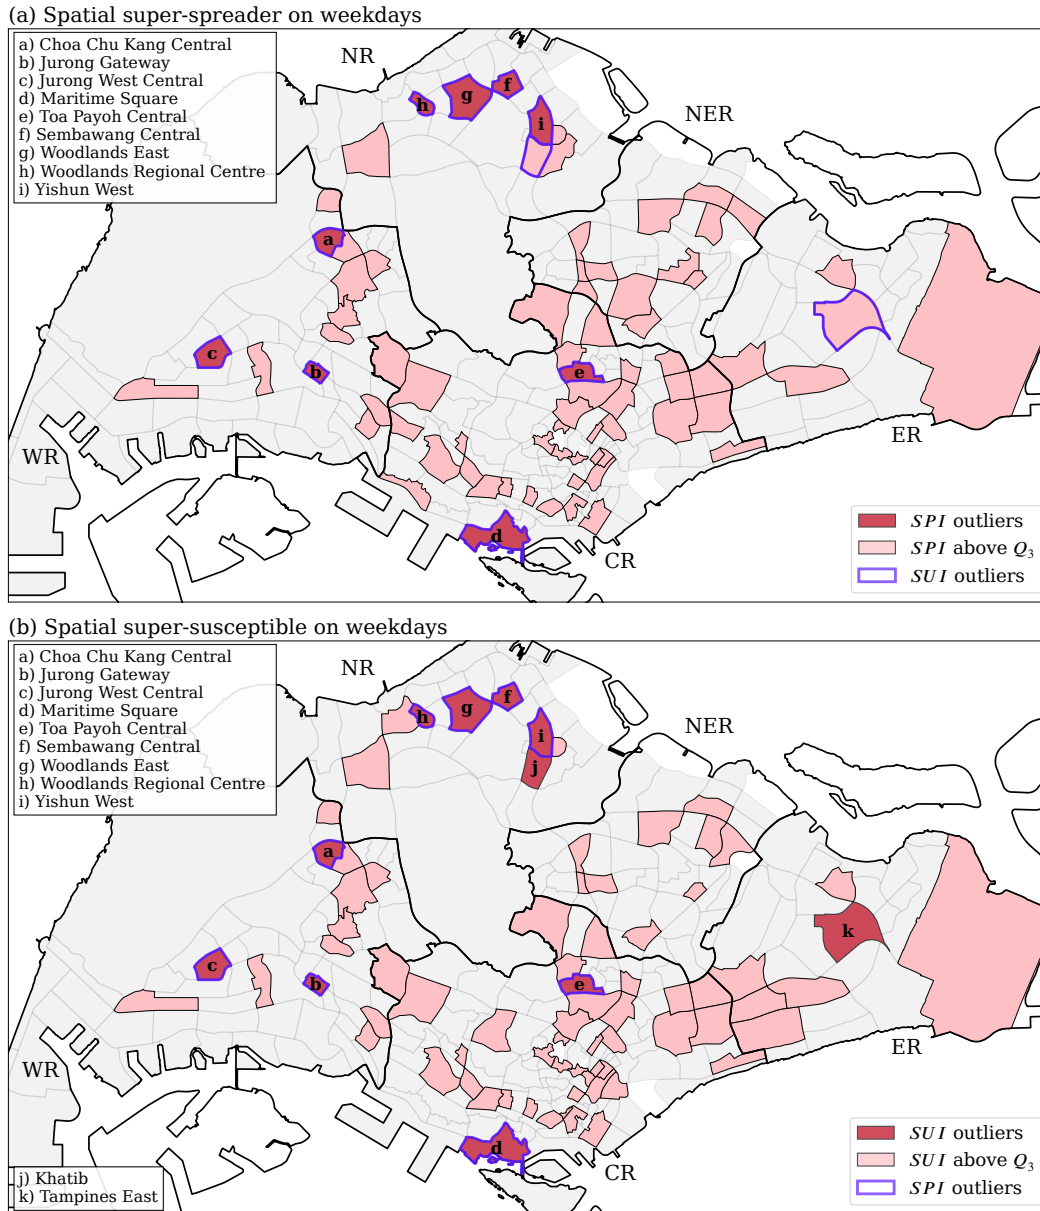 (a) Spatial super-spreader on weekdays
a) Choa Chu Kang Central
b) Jurong Gateway
c) Jurong West Central
d) Maritime Square
e) Toa Payoh Central
f) Sembawang Central
g) Woodlands East
h) Woodlands Regional Centre
i) Yishun West
NR
f
g
h
i
NER
a
c
b
e
WR
ER
d
CR
SPI outliers
SPI above Q3
SUI outliers
(b) Spatial super-susceptible on weekdays
a) Choa Chu Kang Central
b) Jurong Gateway
c) Jurong West Central
d) Maritime Square
e) Toa Payoh Central
f) Sembawang Central
g) Woodlands East
h) Woodlands Regional Centre
i) Yishun West
NR
f
g
h
i
NER
j
a
k
c
b
e
WR
ER
d
CR
SUI outliers
SUI above Q3
SPI outliers
j) Khatib
k) Tampines East